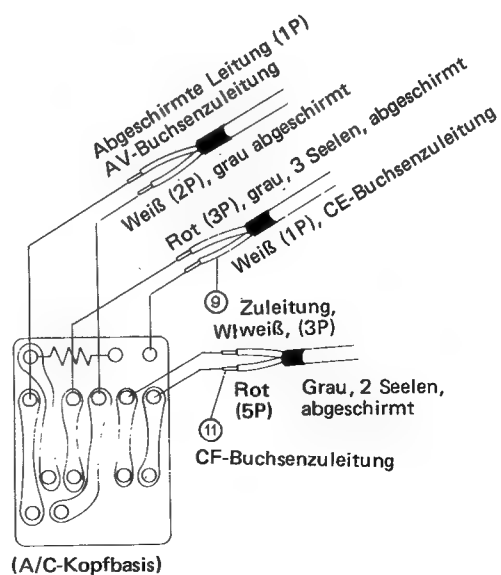 Abgeschirmte Leitung (1P)
AV-Buchsenzuleitung
Weiß (2P), grau abgeschirmt
Rot (3P), grau, 3 Seelen, abgeschirmt
Weiß (1P), CE-Buchsenzuleitung
9
Zuleitung,
WIweiß, (3P)
Rot
(5P)
Grau, 2 Seelen,
abgeschirmt
11
CF-Buchsenzuleitung
(A/C-Kopfbasis)